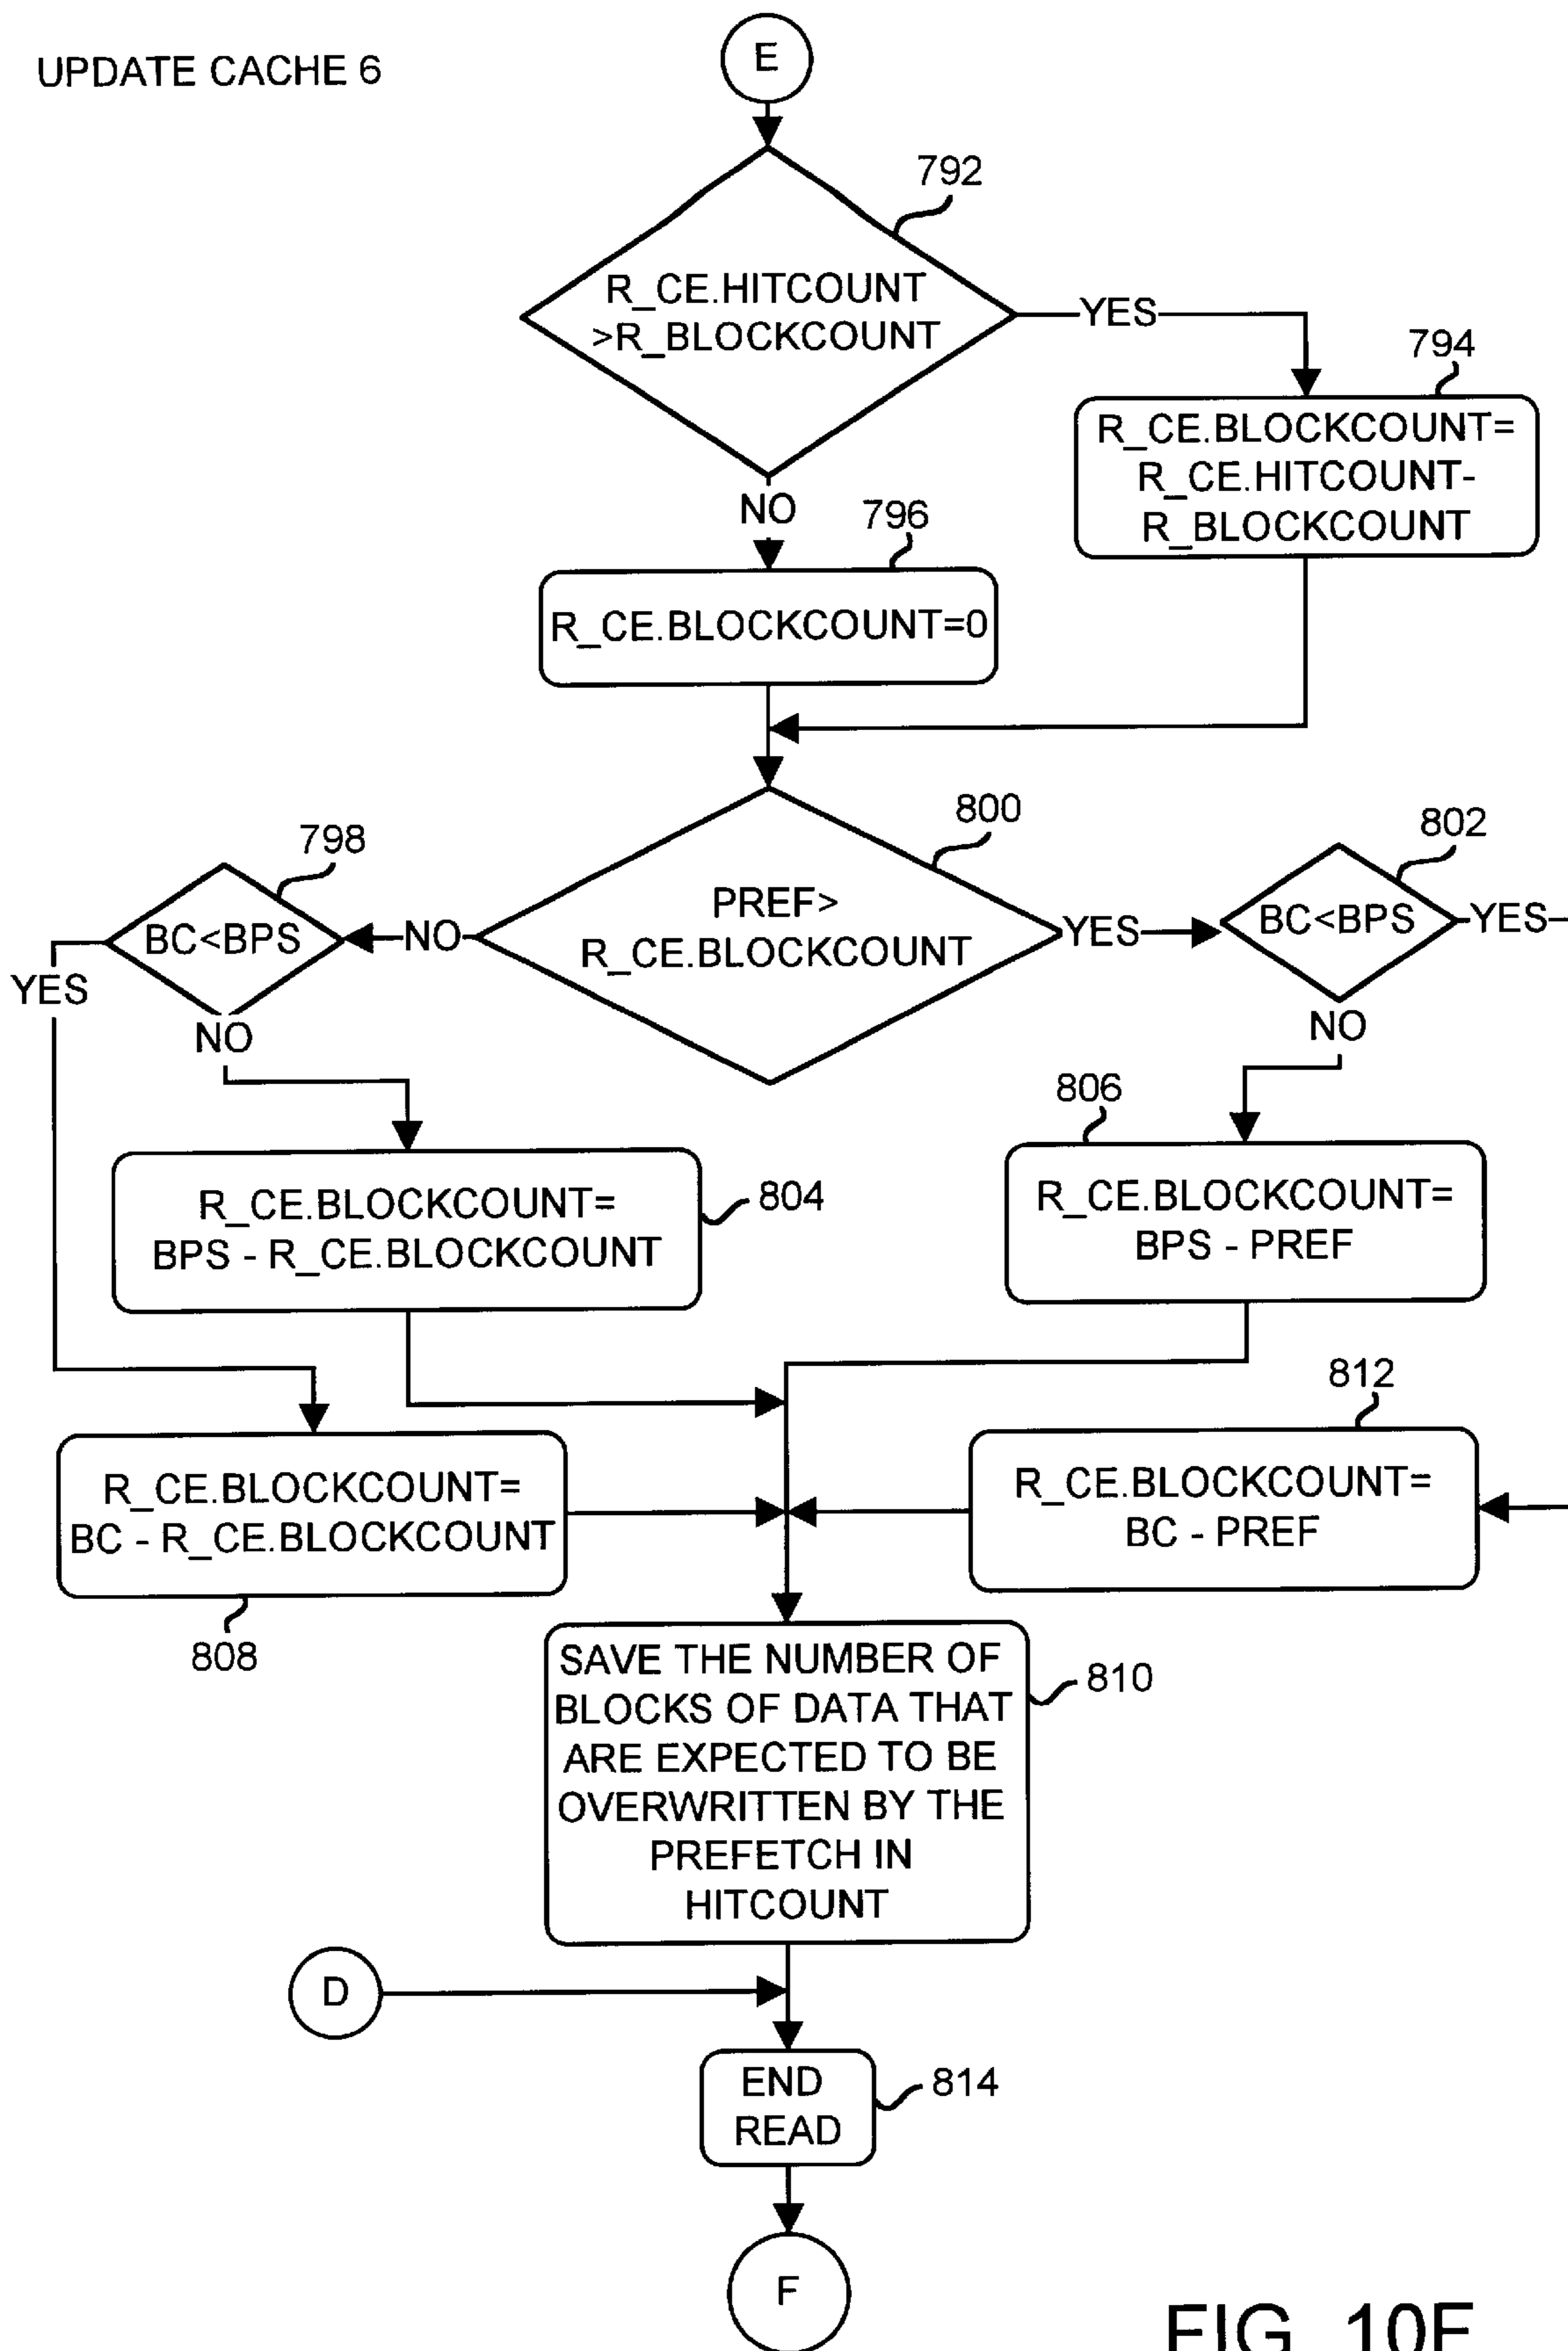 UPDATE CACHE 6
E
792
R_CE.HITCOUNT
>R_BLOCKCOUNT
YES
794
R_CE.BLOCKCOUNT=
R_CE.HITCOUNT-
R_BLOCKCOUNT
NO
796
R_CE.BLOCKCOUNT=0
798
800
802
BC<BPS
NO
PREF>
R_CE.BLOCKCOUNT
YES
BC<BPS
YES
YES
NO
NO
804
R_CE.BLOCKCOUNT=
BPS - R_CE.BLOCKCOUNT
806
R_CE.BLOCKCOUNT=
BPS - PREF
808
R_CE.BLOCKCOUNT=
BC - R_CE.BLOCKCOUNT
812
R_CE.BLOCKCOUNT=
BC - PREF
SAVE THE NUMBER OF
BLOCKS OF DATA THAT
ARE EXPECTED TO BE
OVERWRITTEN BY THE
PREFETCH IN
HITCOUNT
810
D
END
READ
814
F
FIG. 10F